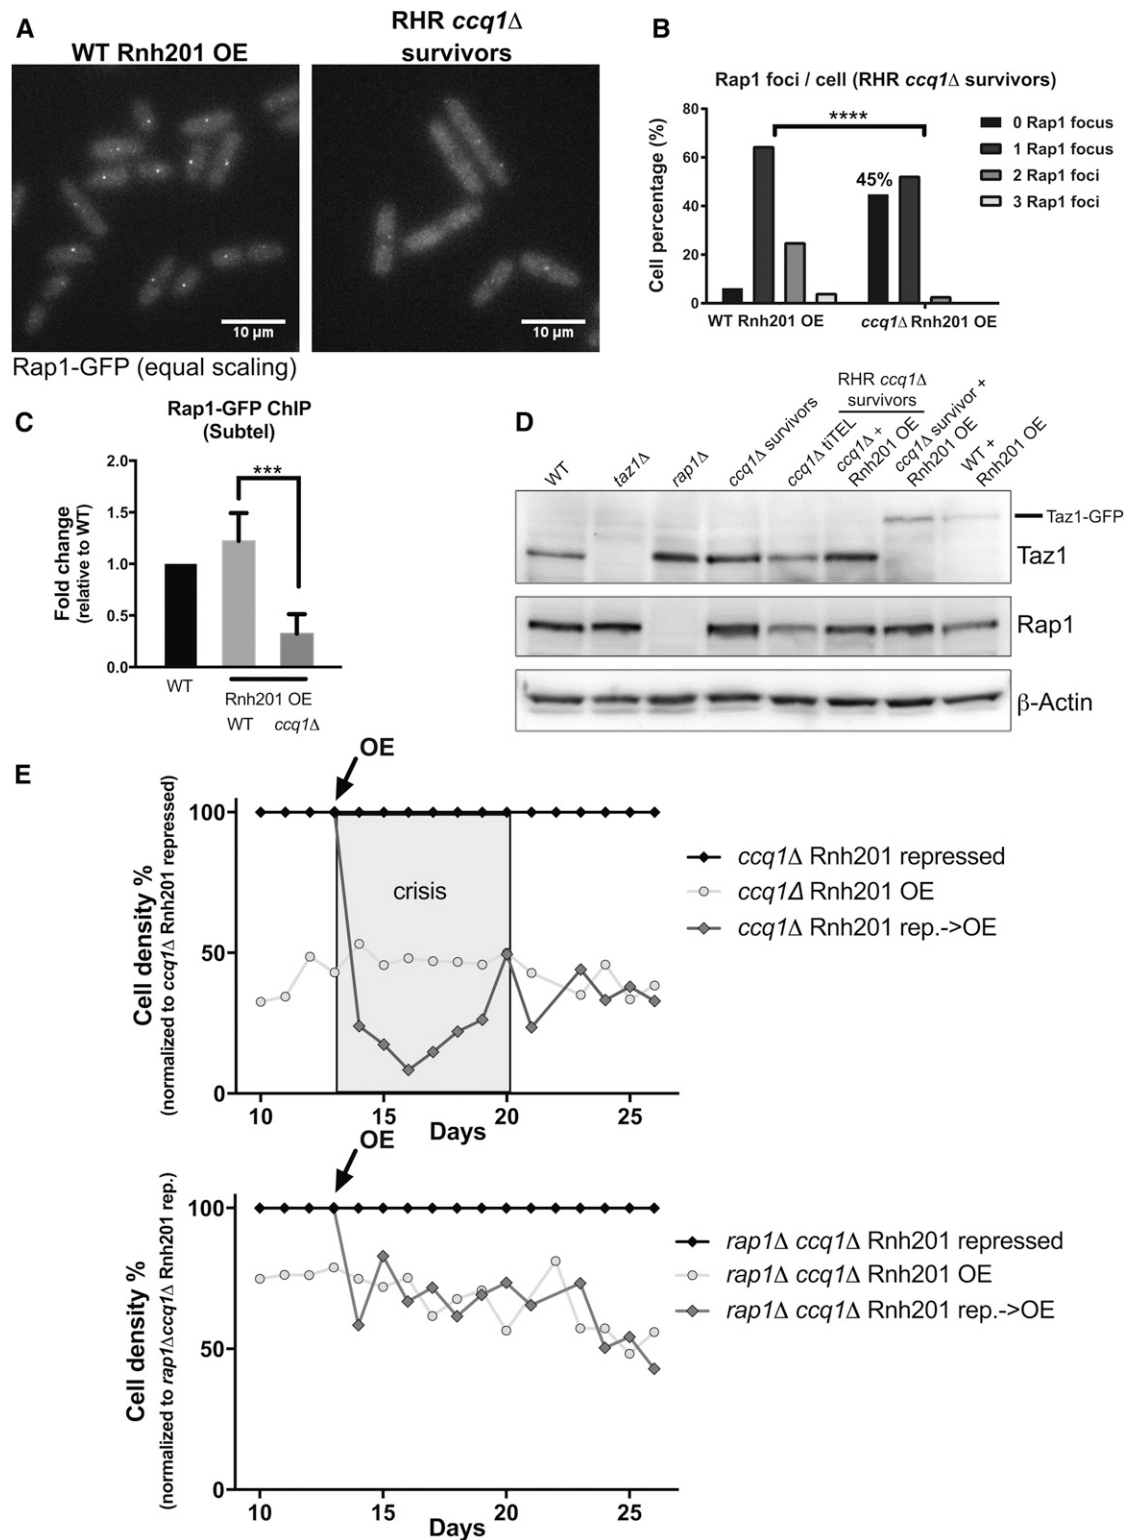 A
WT Rnh201 OE
RHR ccq1Δ
survivors
10 μm
10 μm
Rap1-GFP (equal scaling)
B
Rap1 foci / cell (RHR ccq1Δ survivors)
Cell percentage (%)
80
60
40
20
0
****
45%
0 Rap1 focus
1 Rap1 focus
2 Rap1 foci
3 Rap1 foci
WT Rnh201 OE
ccq1Δ Rnh201 OE
C
Rap1-GFP ChIP
(Subtel)
Fold change
(relative to WT)
2.0
1.5
1.0
0.5
0.0
***
WT
Rnh201 OE
WT
ccq1Δ
D
WT
taz1Δ
rap1Δ
ccq1Δ survivors
ccq1Δ tiTEL
RHR ccq1Δ
survivors
ccq1Δ +
Rnh201 OE
ccq1Δ survivor +
Rnh201 OE
WT +
Rnh201 OE
Taz1-GFP
Taz1
Rap1
β-Actin
E
OE
Cell density %
(normalized to ccq1Δ Rnh201 repressed)
100
50
0
crisis
10
15
20
25
Days
ccq1Δ Rnh201 repressed
ccq1Δ Rnh201 OE
ccq1Δ Rnh201 rep.->OE
OE
Cell density %
(normalized to rap1Δccq1Δ Rnh201 rep.)
100
50
0
10
15
20
25
Days
rap1Δ ccq1Δ Rnh201 repressed
rap1Δ ccq1Δ Rnh201 OE
rap1Δ ccq1Δ Rnh201 rep.->OE